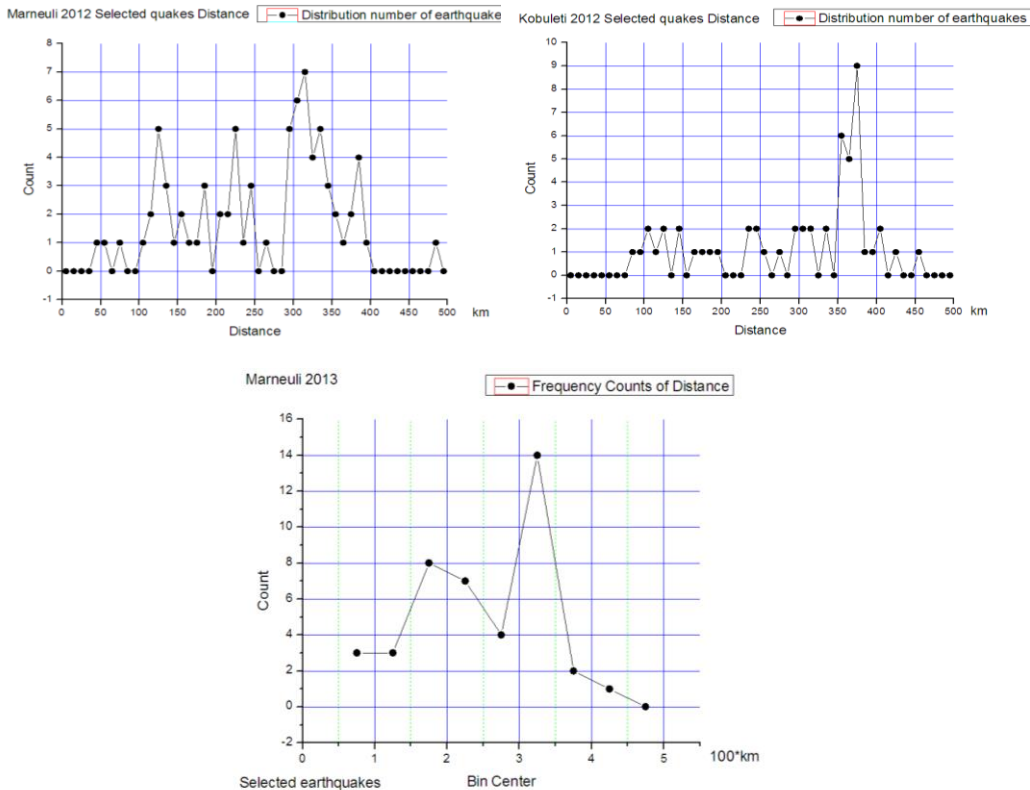 Marneuli 2012 Selected quakes Distance
Distribution number of earthquake
8
7
6
5
4
3
2
1
0
-1
Count
0 50 100 150 200 250 300 350 400 450 500 km
Distance
Kobuleti 2012 Selected quakes Distance
Distribution number of earthquakes
10
9
8
7
6
5
4
3
2
1
0
-1
Count
0 50 100 150 200 250 300 350 400 450 500 km
Distance
Marneuli 2013
Frequency Counts of Distance
16
14
12
10
8
6
4
2
0
-2
Count
0 1 2 3 4 5 100*km
Selected earthquakes Bin Center